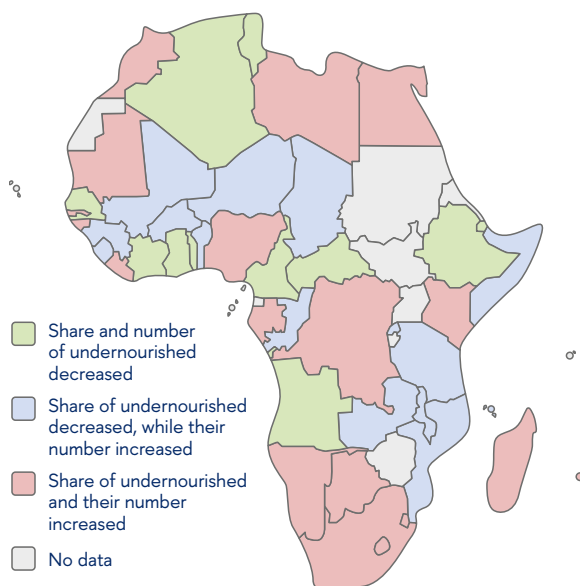 Share and number
of undernourished
decreased
Share of undernourished
decreased, while their
number increased
Share of undernourished
and their number
increased
No data